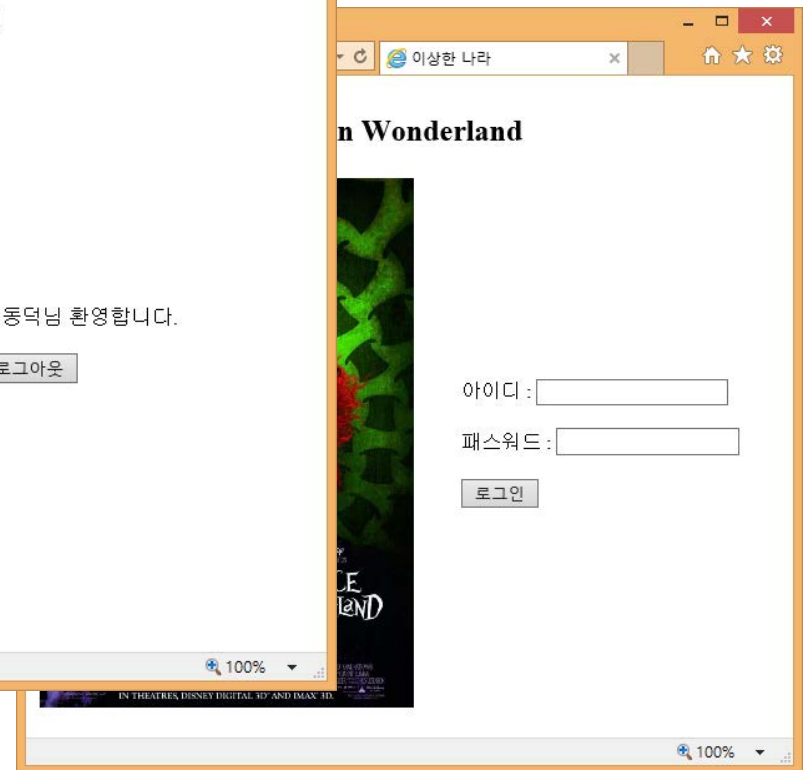 이상한 나라
n Wonderland
동덕님 환영합니다.
로그아웃
아이디 :
패스워드 :
로그인
CE
LAND
100%
IN THEATRES, DISNEY DIGITAL 3D AND IMAX 3D.
100%